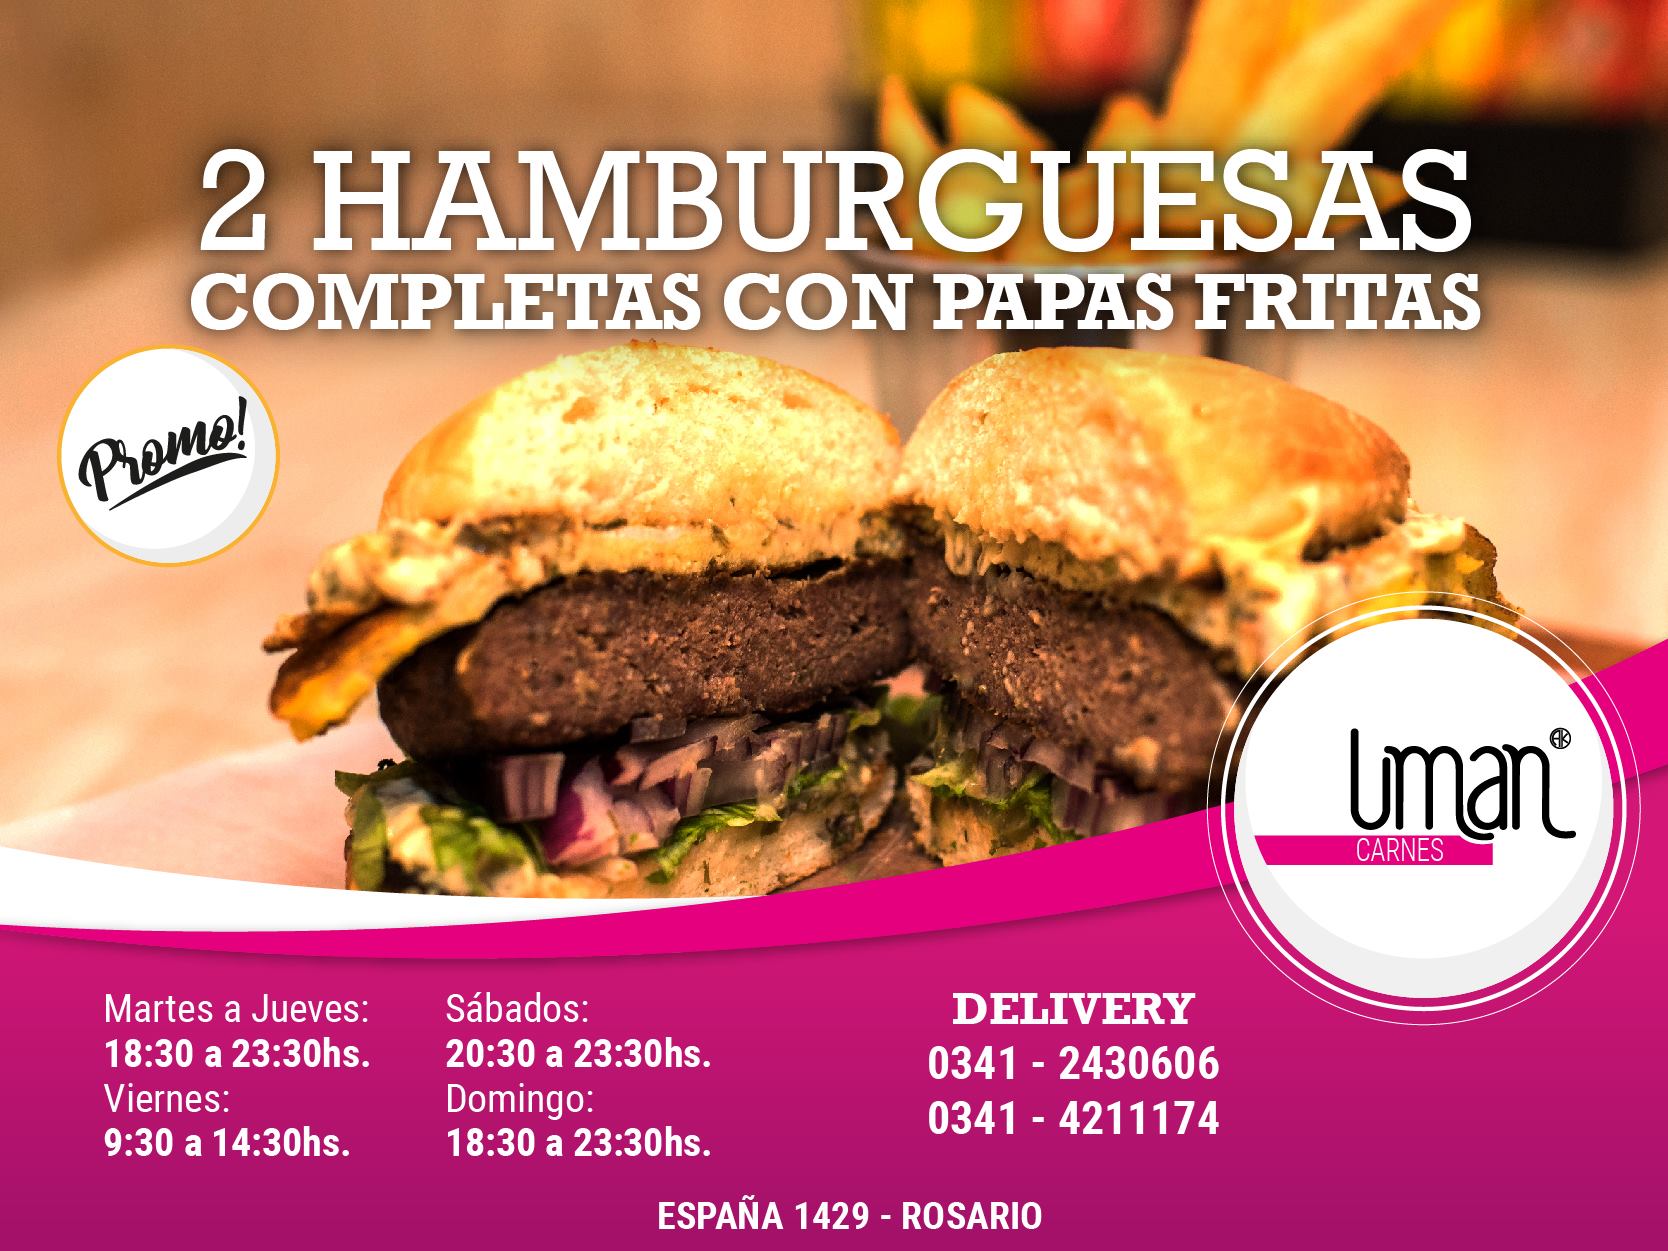 2 HAMBURGUESAS
COMPLETAS CON PAPAS FRITAS
Promo!
uman
CARNES
Martes a Jueves:
18:30 a 23:30hs.
Viernes:
9:30 a 14:30hs.
Sábados:
20:30 a 23:30hs.
Domingo:
18:30 a 23:30hs.
DELIVERY
0341 - 2430606
0341 - 4211174
ESPAÑA 1429 - ROSARIO